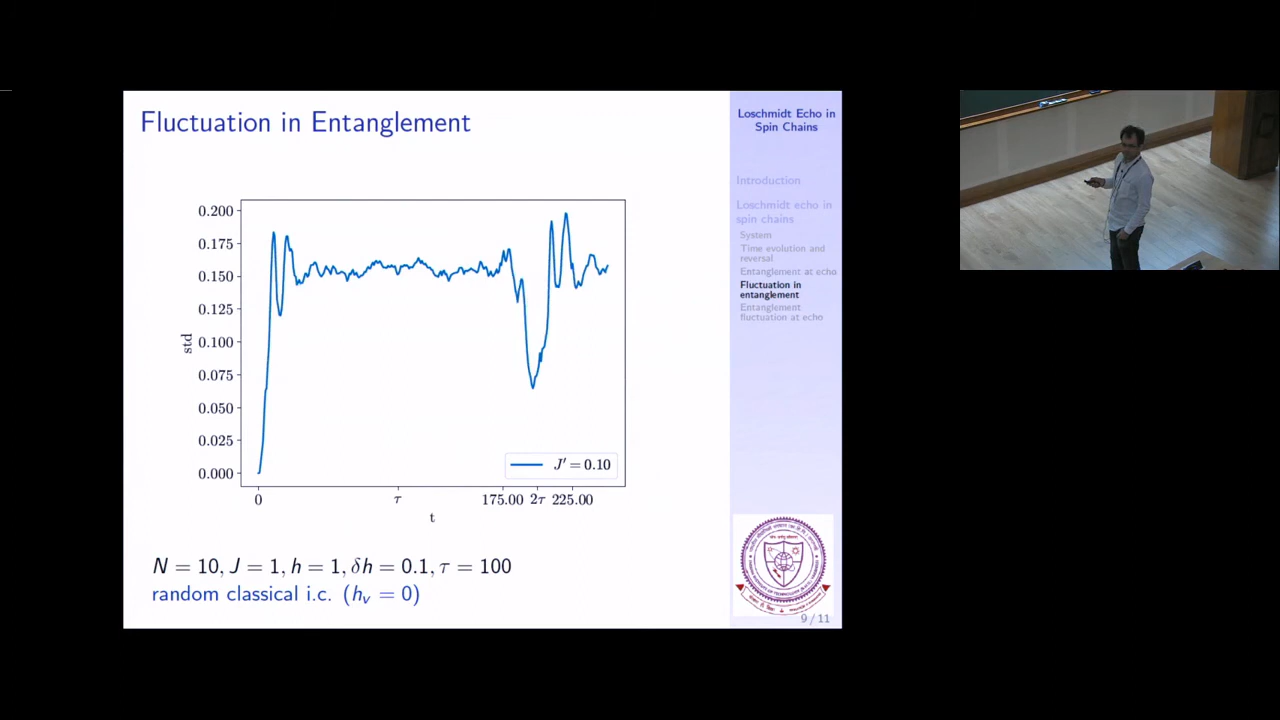 Fluctuation in Entanglement
0.200
0.175
0.150
0.125
0.100
0.075
0.050
0.025
0.000
std
J′ = 0.10
0 τ 175.00 2τ 225.00
t
N = 10, J = 1, h = 1, δh = 0.1, τ = 100
random classical i.c. (hᵥ = 0)
Loschmidt Echo in
Spin Chains
Introduction
Loschmidt echo in
spin chains
System
Time evolution and
reversal
Entanglement at echo
Fluctuation in
entanglement
Entanglement
fluctuation at echo
9 / 11